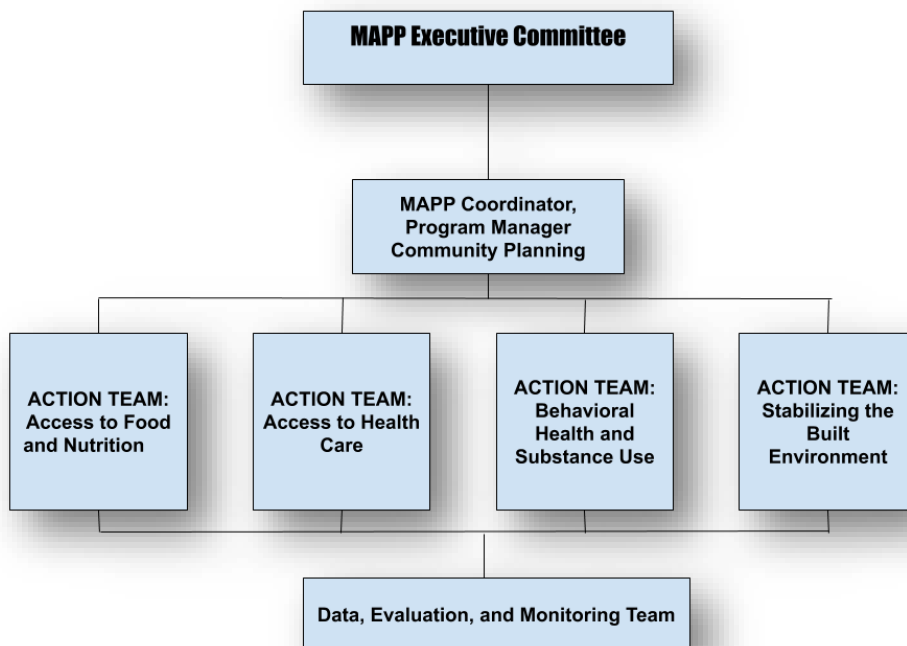 MAPP Executive Committee
MAPP Coordinator,
Program Manager
Community Planning
ACTION TEAM:
Access to Food
and Nutrition
ACTION TEAM:
Access to Health
Care
ACTION TEAM:
Behavioral
Health and
Substance Use
ACTION TEAM:
Stabilizing the
Built
Environment
Data, Evaluation, and Monitoring Team